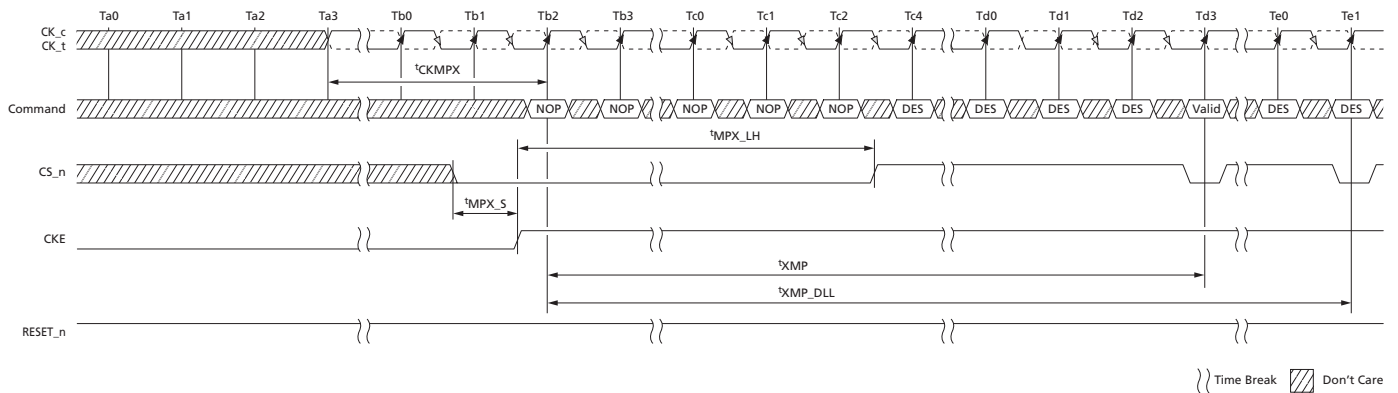 Ta0 Ta1 Ta2 Ta3 Tb0 Tb1 Tb2 Tb3 Tc0 Tc1 Tc2 Tc4 Td0 Td1 Td2 Td3 Te0 Te1
CK_c
CK_t
tCKMPX
Command NOP NOP NOP NOP NOP DES DES DES DES Valid DES DES
tMPX_LH
CS_n
tMPX_S
CKE
tXMP
tXMP_DLL
RESET_n
Time Break Don't Care